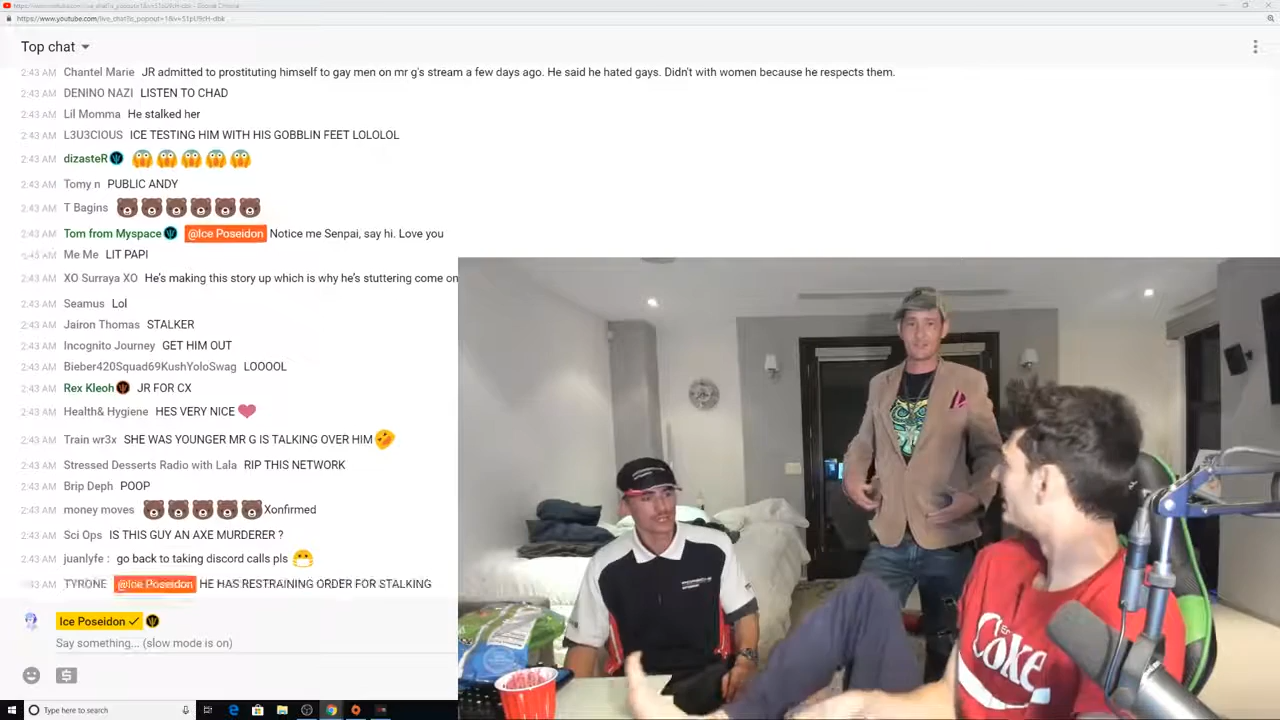 Top chat
2:43 AM Chantel Marie JR admitted to prostituting himself to gay men on mr g's stream a few days ago. He said he hated gays. Didn't with women because he respects them.
2:43 AM DENINO NAZI LISTEN TO CHAD
2:43 AM Lil Momma He stalked her
2:43 AM L3U3CIOUS ICE TESTING HIM WITH HIS GOBBLIN FEET LOLOLOL
2:43 AM dizasteR
2:43 AM Tomy n PUBLIC ANDY
2:43 AM T Bagins
2:43 AM Tom from Myspace @Ice Poseidon Notice me Senpai, say hi. Love you
Me Me LIT PAPI
2:43 AM XO Surraya XO He's making this story up which is why he's stuttering come on
2:43 AM Seamus Lol
2:43 AM Jairon Thomas STALKER
2:43 AM Incognito Journey GET HIM OUT
2:43 AM Bieber420Squad69KushYoloSwag LOOOOL
2:43 AM Rex Kleoh JR FOR CX
2:43 AM Health& Hygiene HES VERY NICE
2:43 AM Train wr3x SHE WAS YOUNGER MR G IS TALKING OVER HIM
2:43 AM Stressed Desserts Radio with Lala RIP THIS NETWORK
2:43 AM Brip Deph POOP
2:43 AM money moves Xonfirmed
2:43 AM Sci Ops IS THIS GUY AN AXE MURDERER ?
2:43 AM juanlyfe : go back to taking discord calls pls
:43 AM TYRONE @Ice Poseidon HE HAS RESTRAINING ORDER FOR STALKING
Ice Poseidon
Say something... (slow mode is on)
Type here to search
Coke